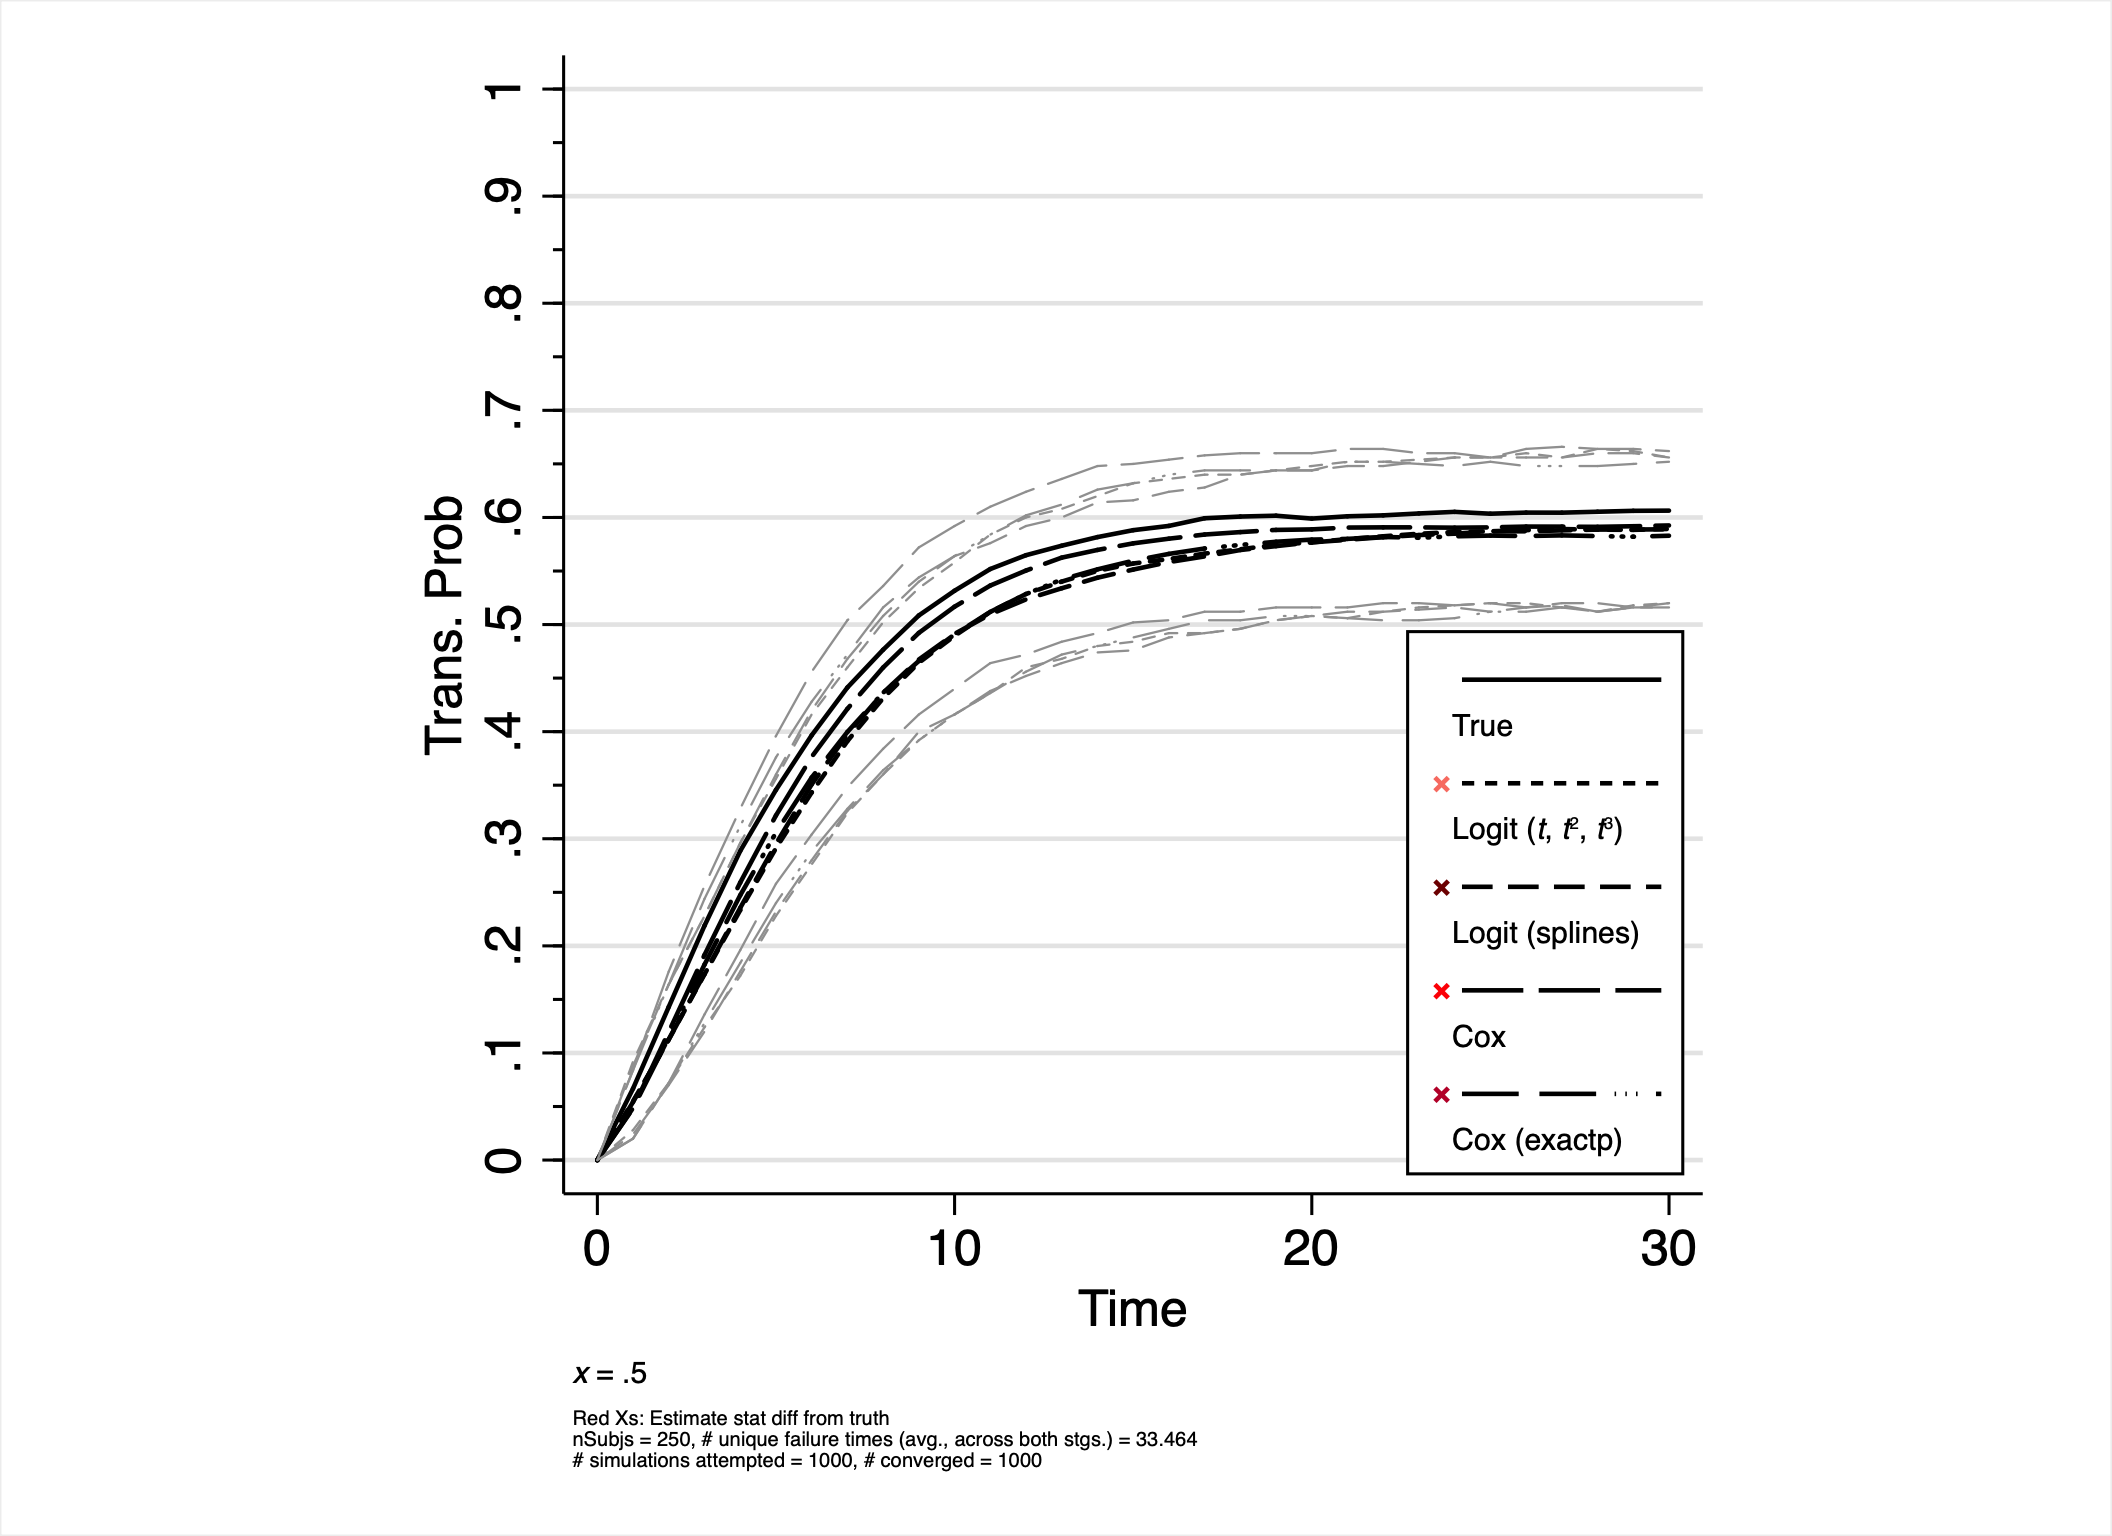 1
.9
.8
.7
.6
.5
.4
.3
.2
.1
0
Trans. Prob
True
Logit (t, t², t³)
Logit (splines)
Cox
Cox (exactp)
0 10 20 30
Time
x = .5
Red Xs: Estimate stat diff from truth
nSubjs = 250, # unique failure times (avg., across both stgs.) = 33.464
# simulations attempted = 1000, # converged = 1000